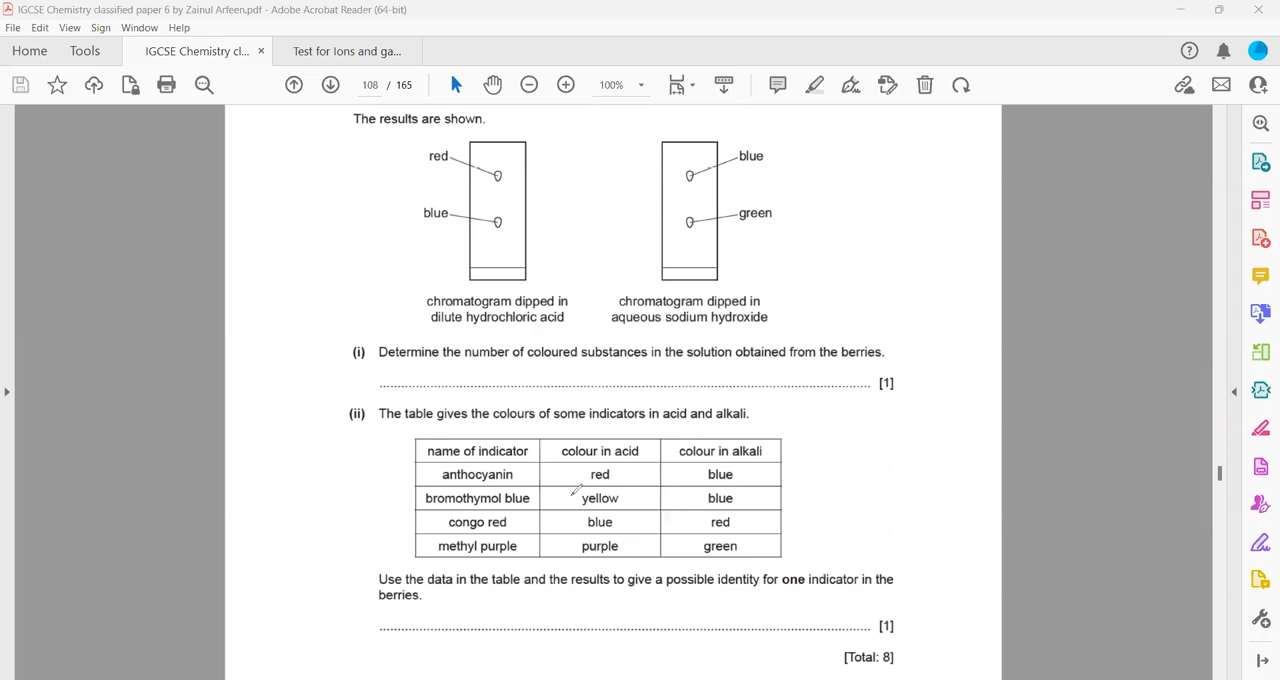 IGCSE Chemistry classified paper 6 by Zainul Arfeen.pdf - Adobe Acrobat Reader (64-bit)
File Edit View Sign Window Help
Home Tools IGCSE Chemistry cl... × Test for Ions and ga...
108 / 165 100%
The results are shown.
red blue
blue green
chromatogram dipped in chromatogram dipped in
dilute hydrochloric acid aqueous sodium hydroxide
(i) Determine the number of coloured substances in the solution obtained from the berries.
................................................................ [1]
(ii) The table gives the colours of some indicators in acid and alkali.
name of indicator colour in acid colour in alkali
anthocyanin red blue
bromothymol blue yellow blue
congo red blue red
methyl purple purple green
Use the data in the table and the results to give a possible identity for one indicator in the
berries.
................................................................ [1]
[Total: 8]